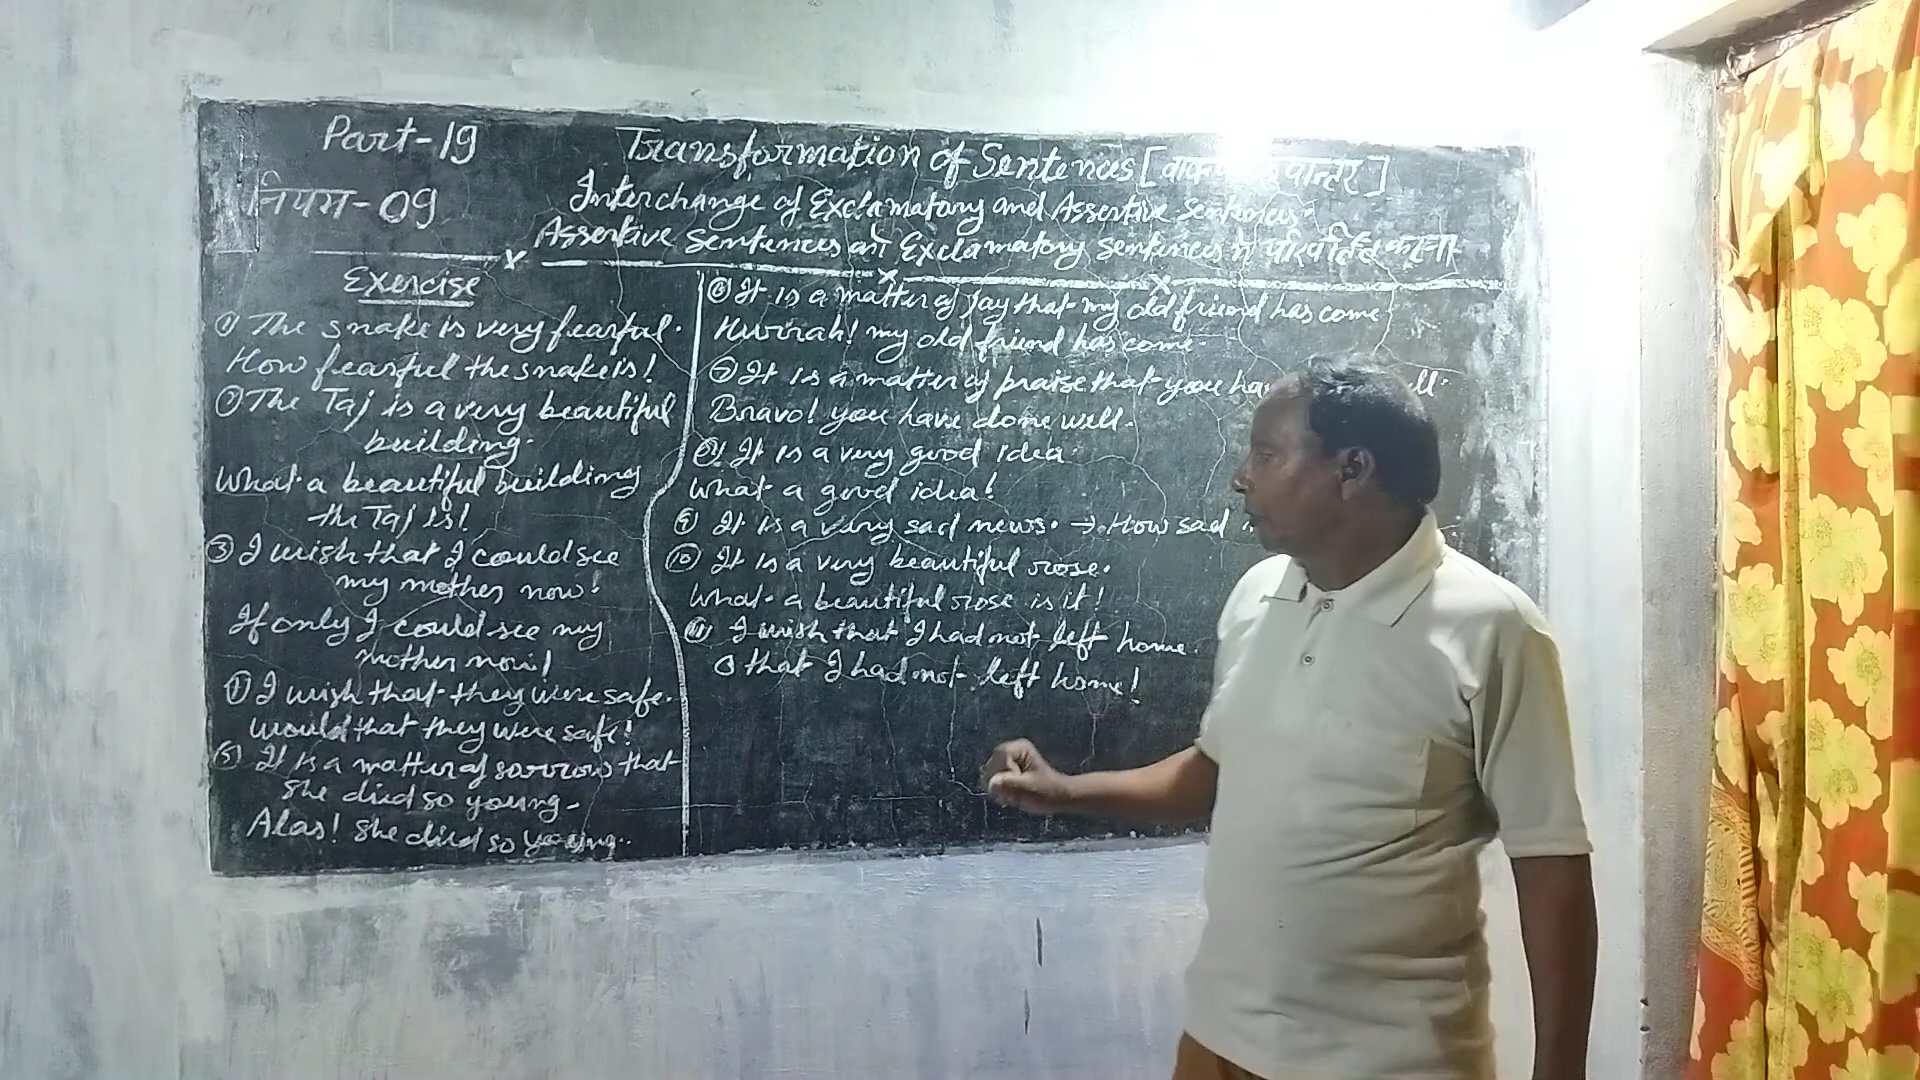 Part-19
नियम-09
Transformation of Sentences [
Interchange of Exclamatory and Assertive Sentences.
Assertive Sentences का Exclamatory Sentences में परिवर्तित करना
Exercise
① The snake is very fearful.
How fearful the snake is!
② The Taj is a very beautiful
building.
What a beautiful building
the Taj is!
③ I wish that I could see
my mother now!
If only I could see my
mother now!
I wish that they were safe.
would that they were safe!
⑤ It is a matter of sorrow that
she died so young.
Alas! she died so young..
⑥ It is a matter of joy that my old friend has come.
Hurrah! my old friend has come.
⑦ It is a matter of praise that you
Bravo! you have done well.
⑧ It is a very good idea.
What a good idea!
⑨ It is a very sad news. → How sad
⑩ It is a very beautiful rose.
What a beautiful rose is it!
⑪ I wish that I had not left home.
O that I had not left home!